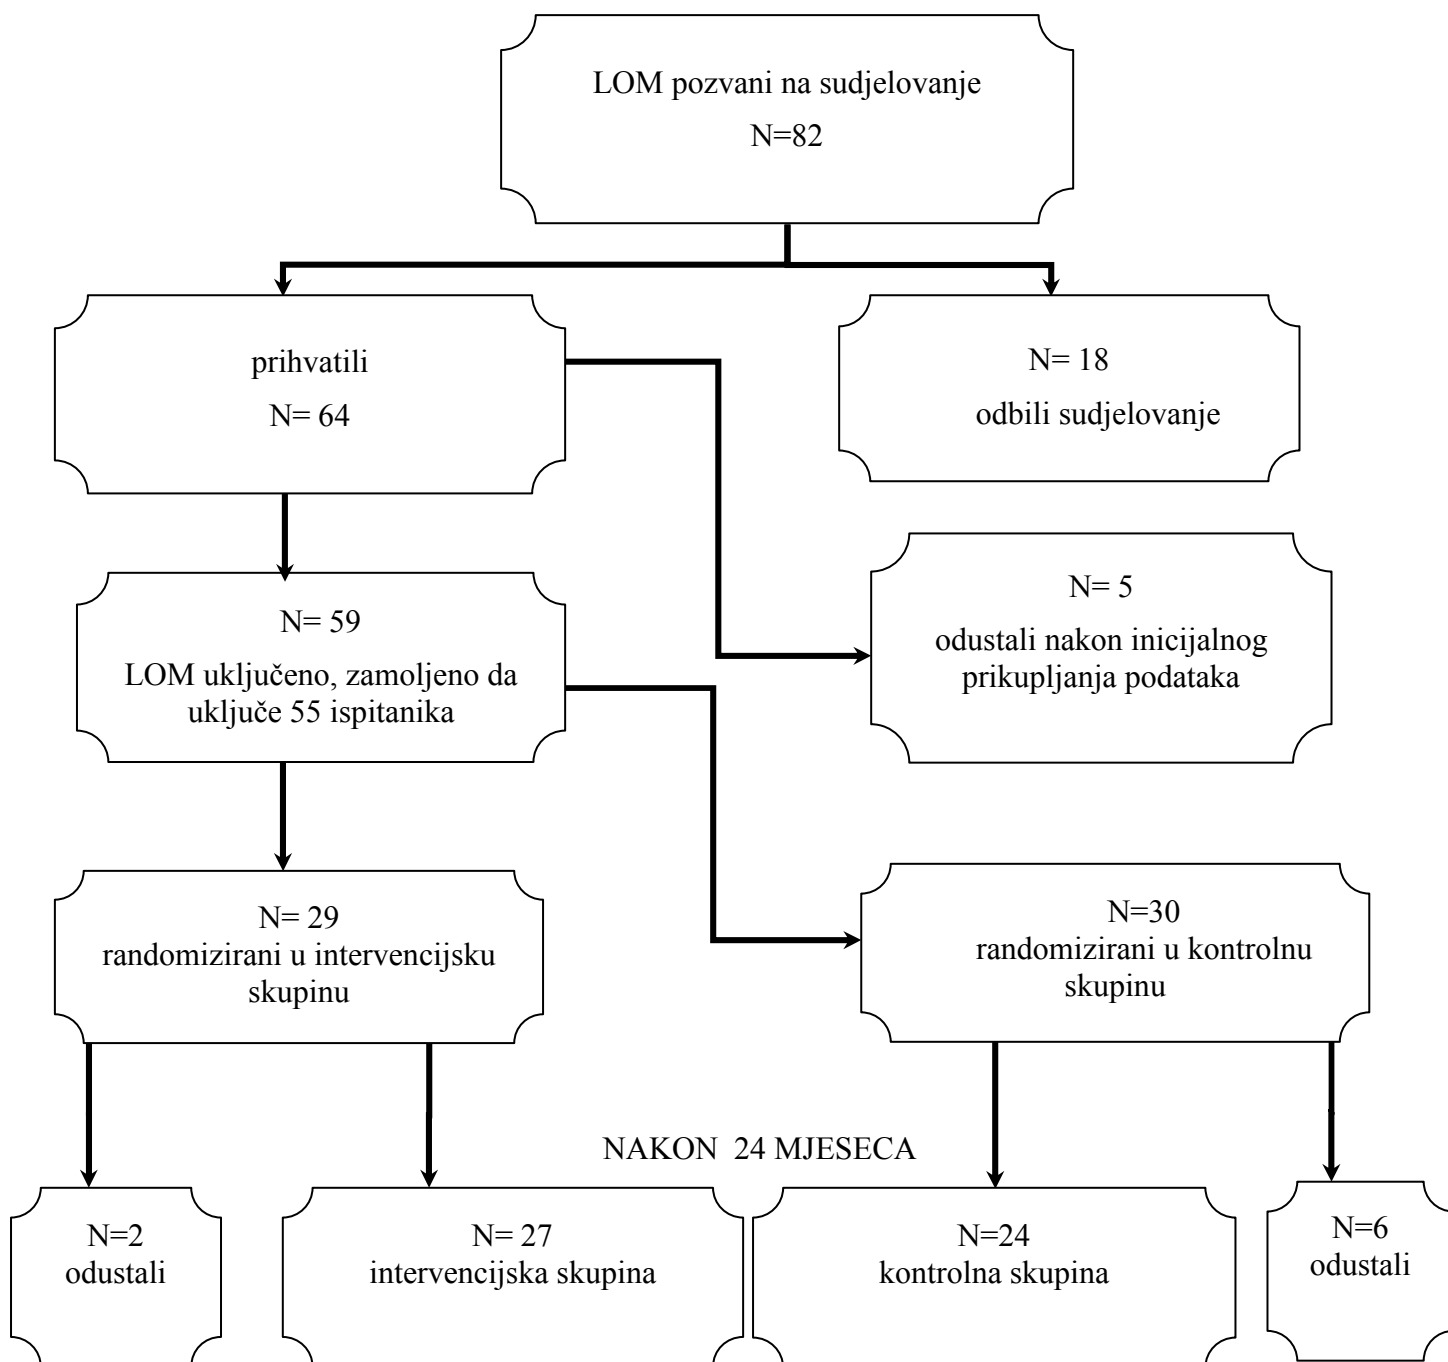 LOM pozvani na sudjelovanje
N=82
prihvatili
N= 64
N= 18
odbili sudjelovanje
N= 59
LOM uključeno, zamoljeno da
uključe 55 ispitanika
N= 5
odustali nakon inicijalnog
prikupljanja podataka
N= 29
randomizirani u intervencijsku
skupinu
N=30
randomizirani u kontrolnu
skupinu
NAKON  24 MJESECA
N=2
odustali
N= 27
intervencijska skupina
N=24
kontrolna skupina
N=6
odustali